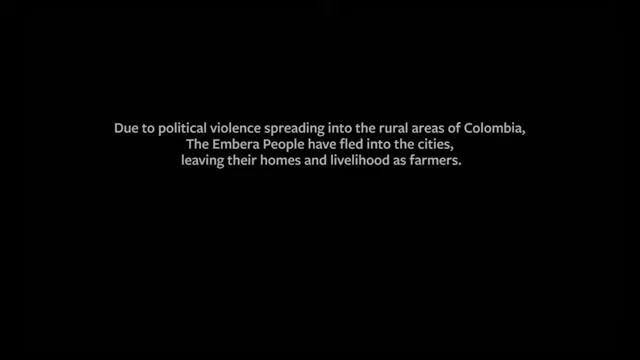 Due to political violence spreading into the rural areas of Colombia,
The Embera People have fled into the cities,
leaving their homes and livelihood as farmers.